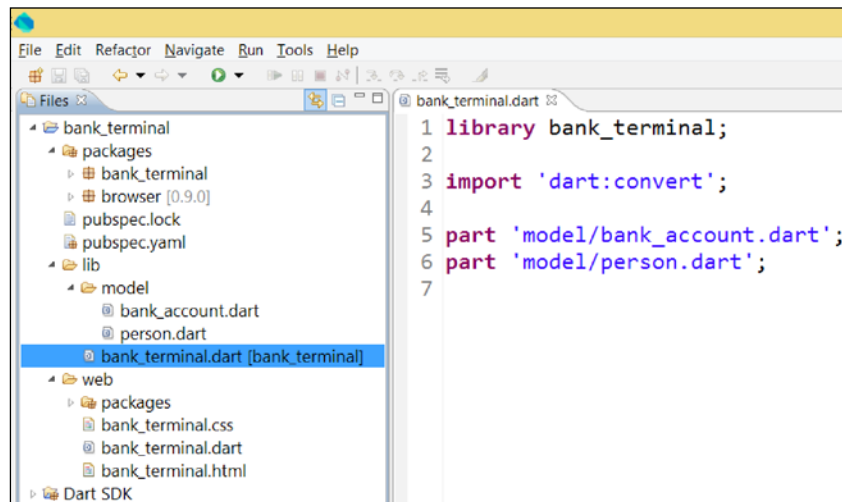 File Edit Refactor Navigate Run Tools Help
Files
bank_terminal
packages
bank_terminal
browser [0.9.0]
pubspec.lock
pubspec.yaml
lib
model
bank_account.dart
person.dart
bank_terminal.dart [bank_terminal]
web
packages
bank_terminal.css
bank_terminal.dart
bank_terminal.html
Dart SDK
bank_terminal.dart
1 library bank_terminal;
2
3 import 'dart:convert';
4
5 part 'model/bank_account.dart';
6 part 'model/person.dart';
7